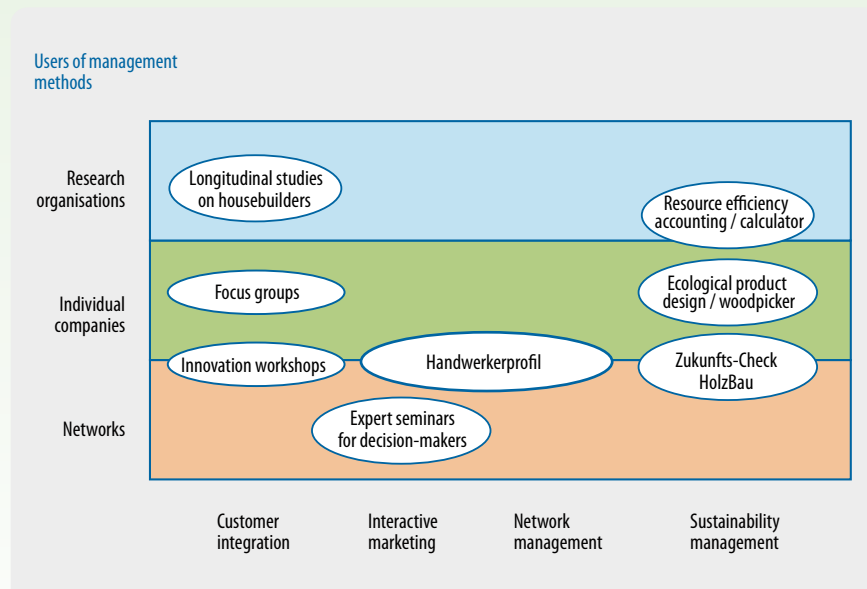 Users of management
methods
Research
organisations
Longitudinal studies
on housebuilders
Resource efficiency
accounting / calculator
Individual
companies
Focus groups
Ecological product
design / woodpicker
Innovation workshops
Handwerkerprofil
Zukunfts-Check
HolzBau
Networks
Expert seminars
for decision-makers
Customer
integration
Interactive
marketing
Network
management
Sustainability
management